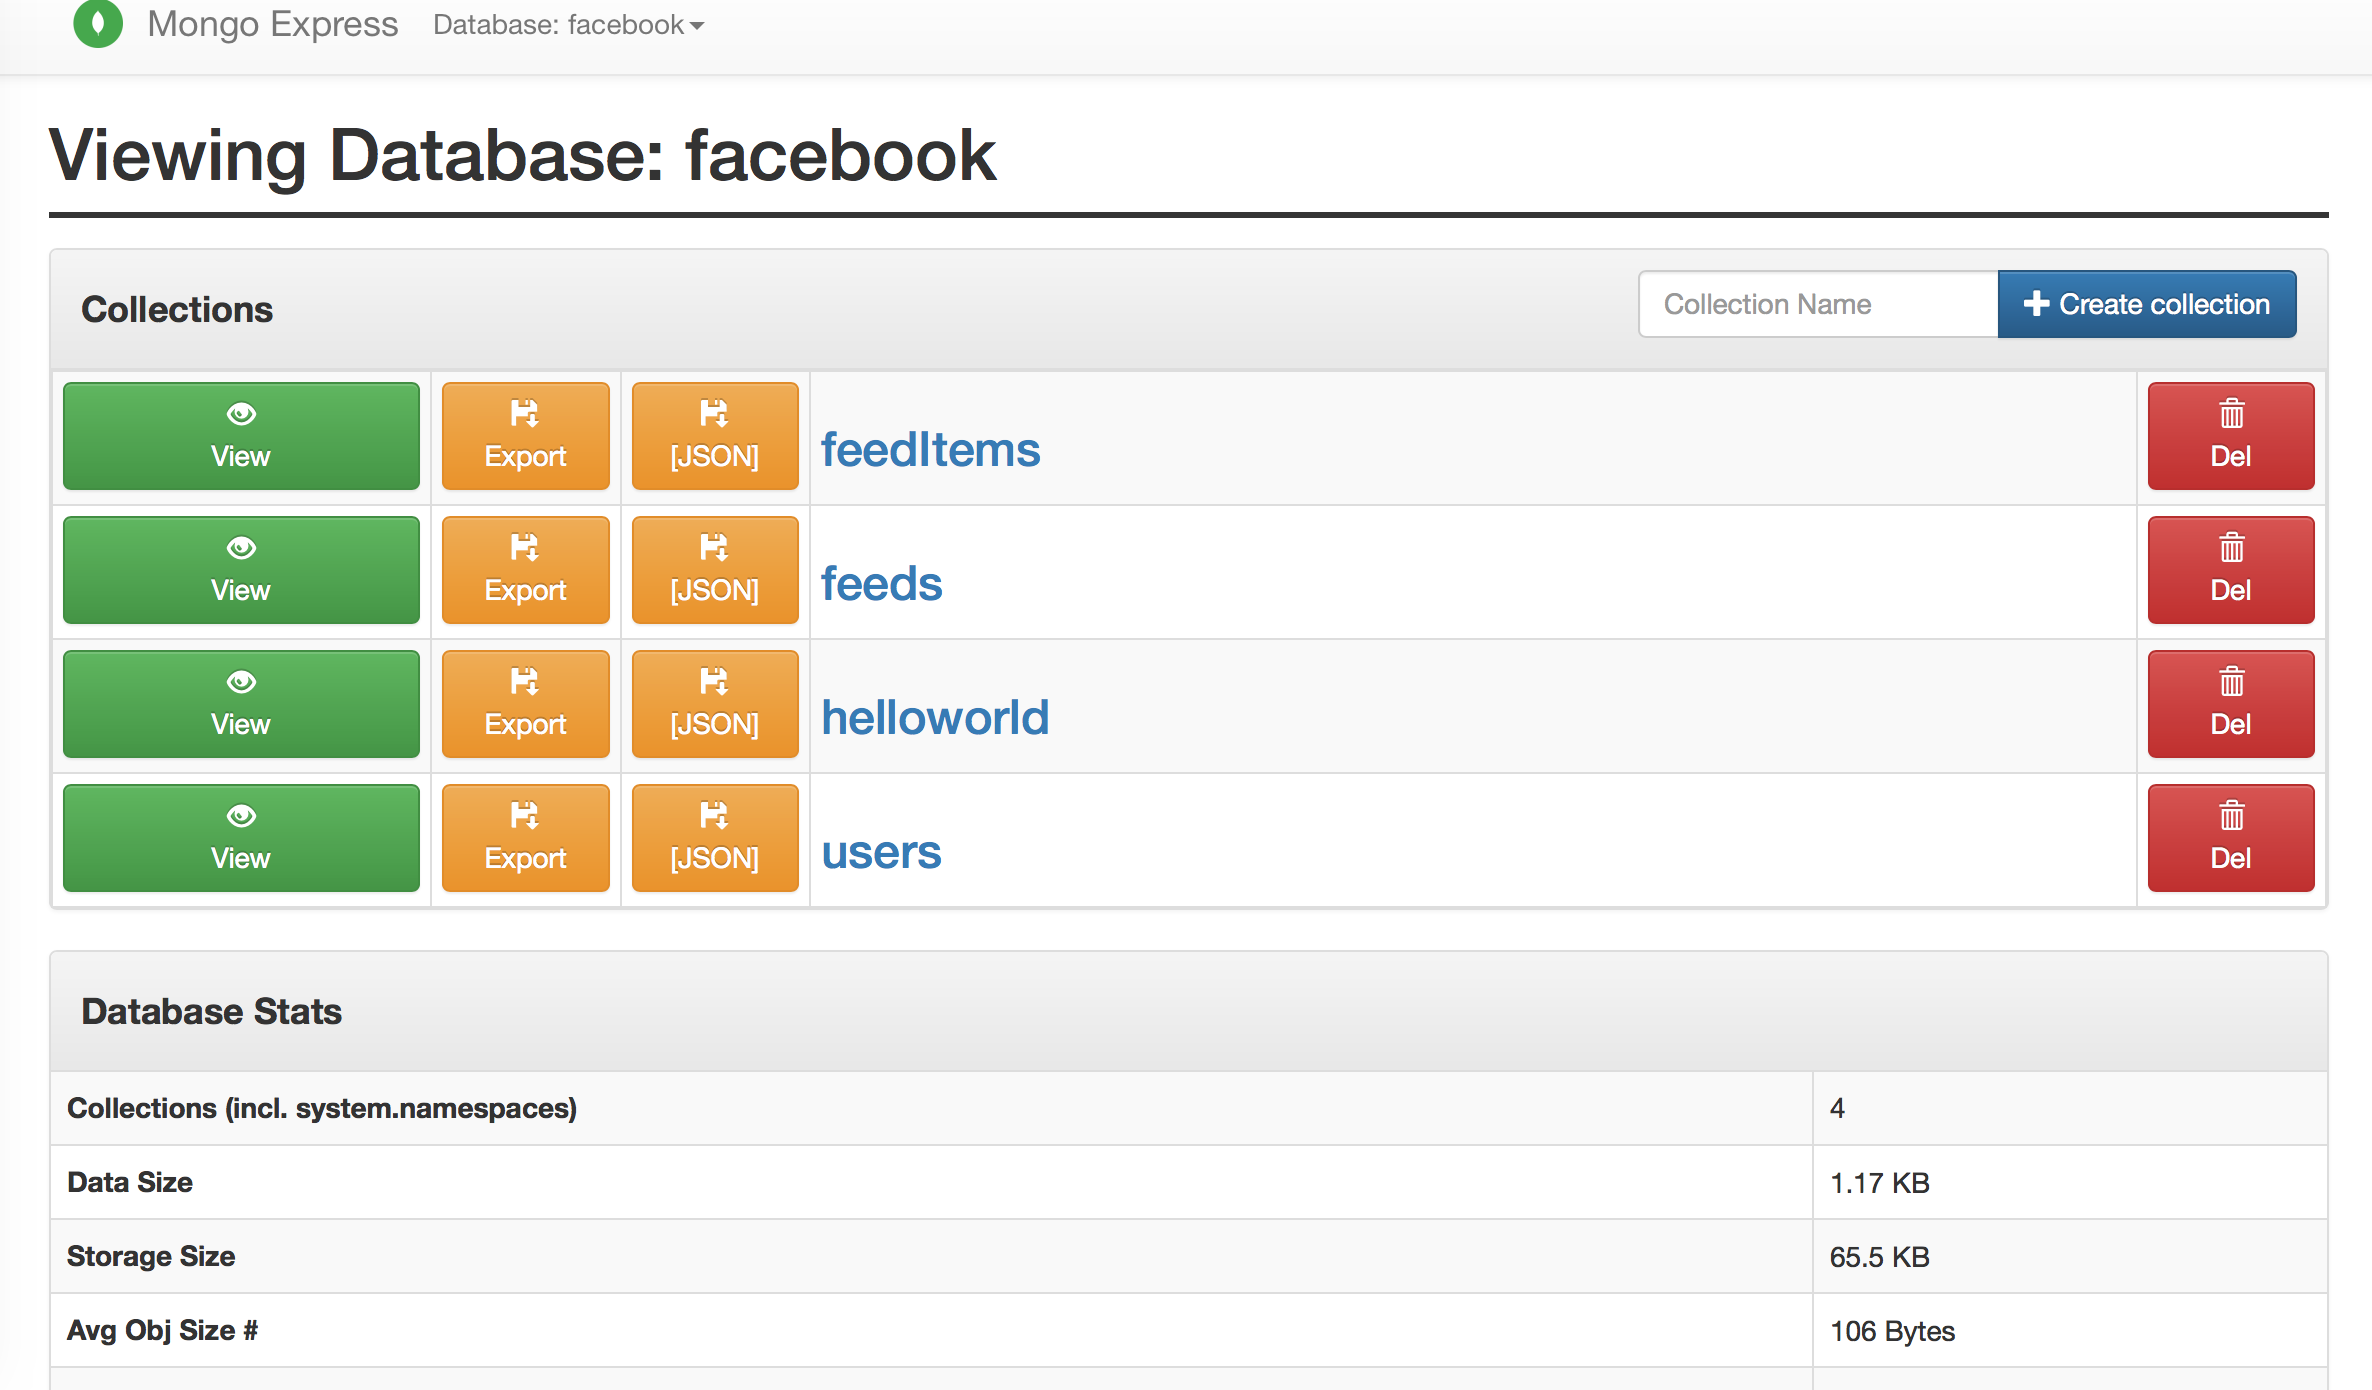 Mongo Express Database: facebook
Viewing Database: facebook
Collections Collection Name Create collection
View Export [JSON] feedItems Del
View Export [JSON] feeds Del
View Export [JSON] helloworld Del
View Export [JSON] users Del
Database Stats
Collections (incl. system.namespaces) 4
Data Size 1.17 KB
Storage Size 65.5 KB
Avg Obj Size # 106 Bytes